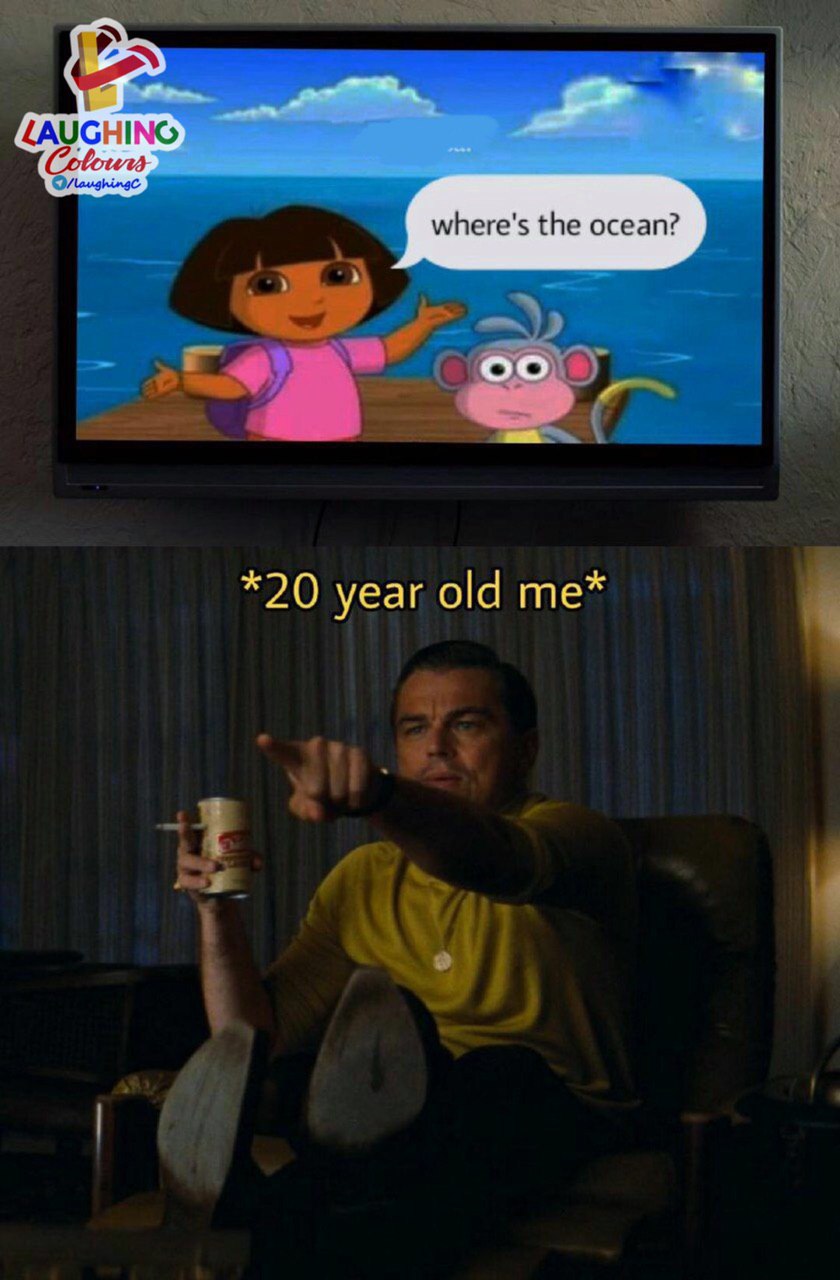 LAUGHING
Colours
/laughingC
where's the ocean?
*20 year old me*